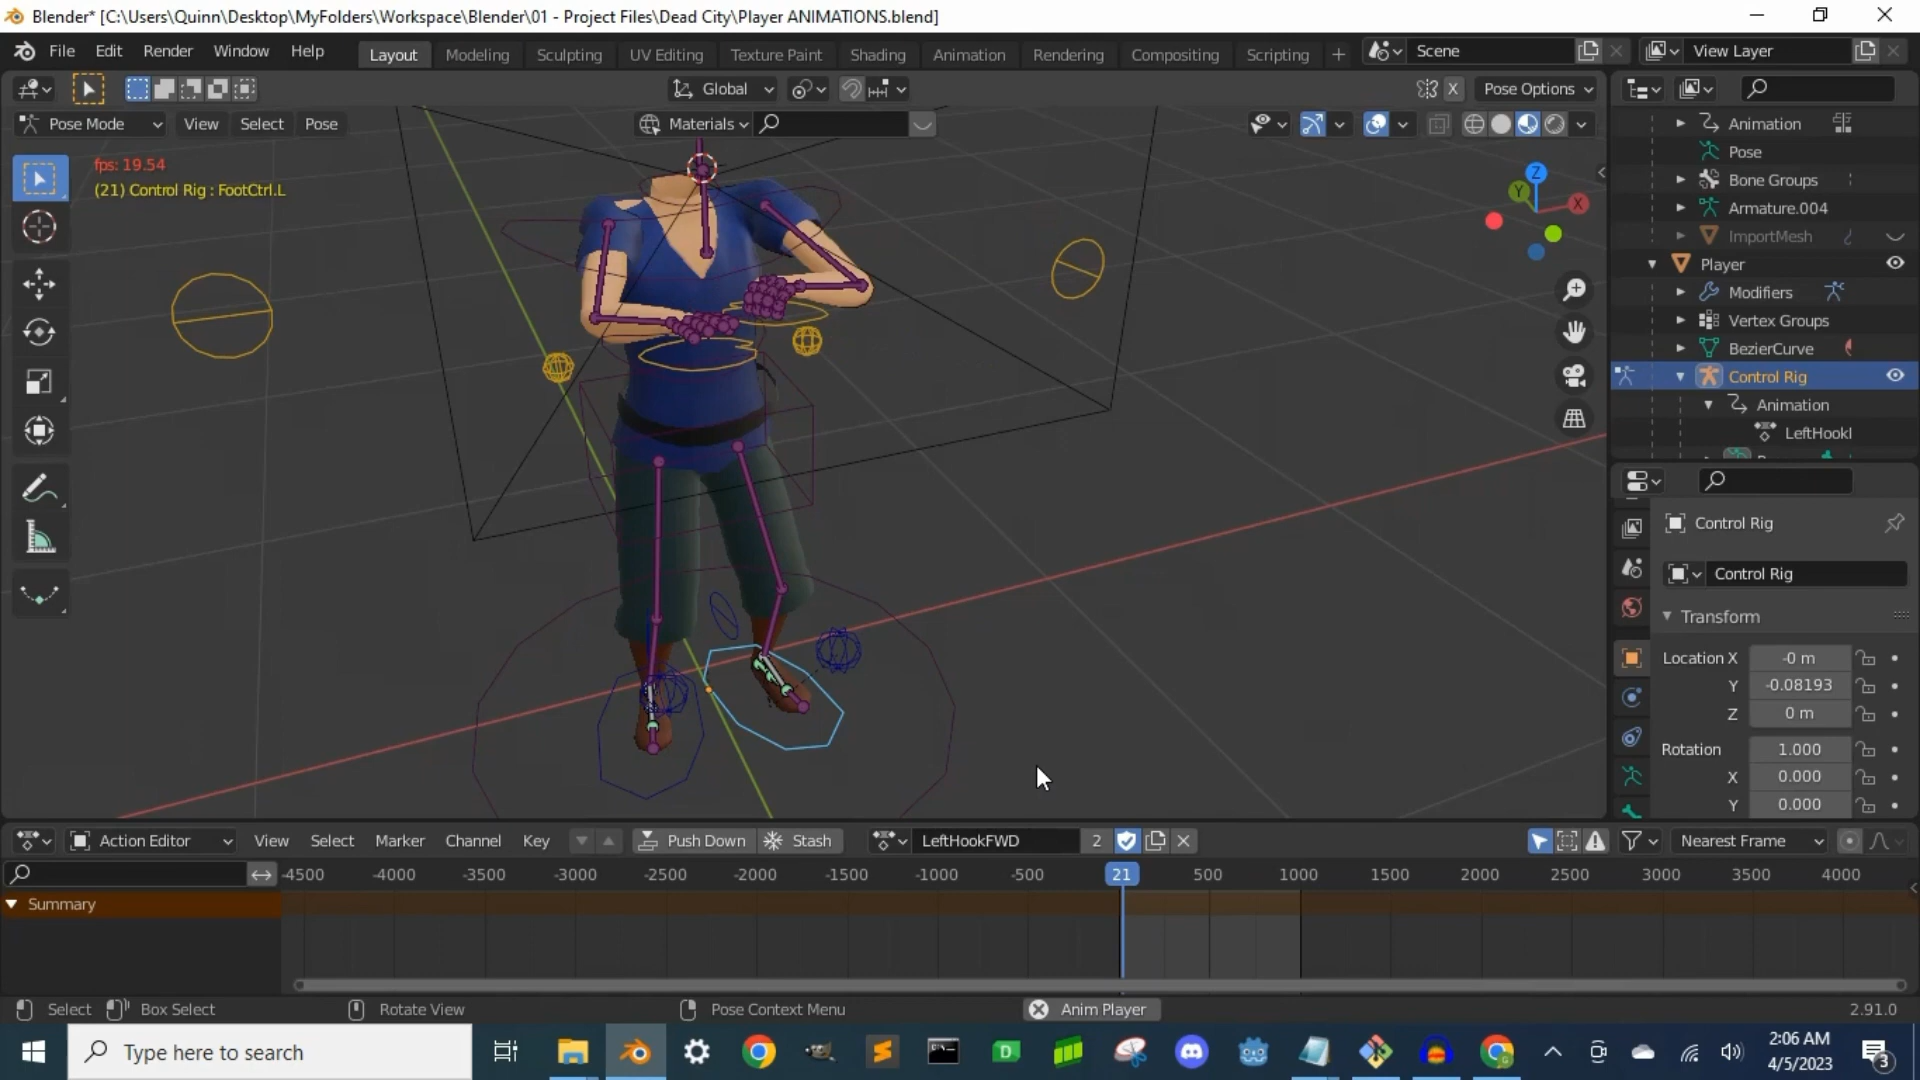 Blender* [C:\Users\Quinn\Desktop\MyFolders\Workspace\Blender\01 - Project Files\Dead City\Player ANIMATIONS.blend]
File Edit Render Window Help Layout Modeling Sculpting UV Editing Texture Paint Shading Animation Rendering Compositing Scripting + Scene View Layer
Global X Pose Options
Pose Mode View Select Pose Materials
fps: 19.54
(21) Control Rig : FootCtrl.L
Z
Y
X
Animation
Pose
Bone Groups
Armature.004
ImportMesh
Player
Modifiers
Vertex Groups
BezierCurve
Control Rig
Animation
LeftHookI
Control Rig
Control Rig
Transform
Location X -0 m
Y -0.08193
Z 0 m
Rotation 1.000
X 0.000
Y 0.000
Action Editor View Select Marker Channel Key Push Down Stash LeftHookFWD 2 Nearest Frame
-4500 -4000 -3500 -3000 -2500 -2000 -1500 -1000 -500 21 500 1000 1500 2000 2500 3000 3500 4000
Summary
Select Box Select Rotate View Pose Context Menu Anim Player 2.91.0
Type here to search
2:06 AM
4/5/2023
3